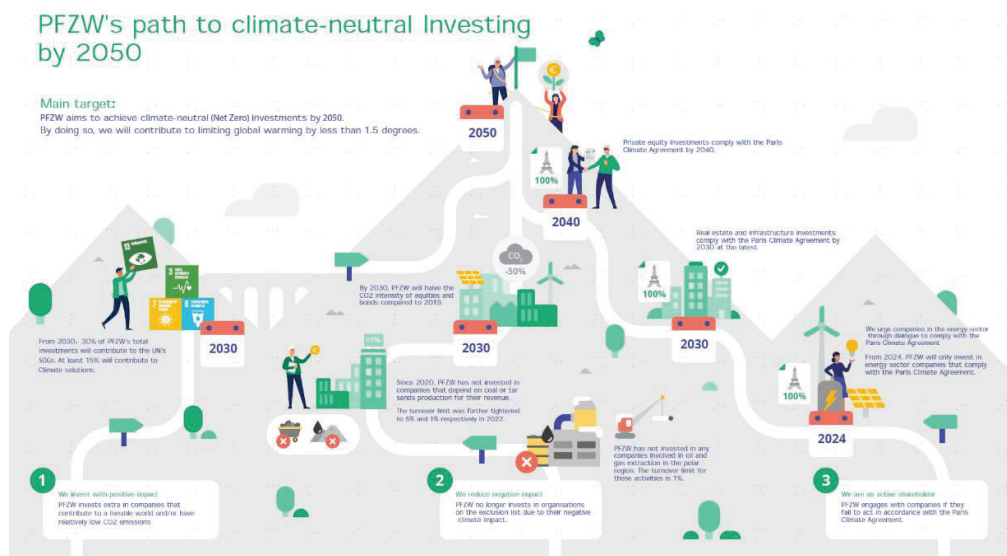 PFZW's path to climate-neutral Investing
by 2050
Main target:
PFZW aims to achieve climate-neutral (Net Zero) investments by 2050.
By doing so, we will contribute to limiting global warming by less than 1.5 degrees.
2050
Private equity investments comply with the Paris
Climate Agreement by 2040.
100%
2040
Real estate and infrastructure investments
comply with the Paris Climate Agreement by
2030 at the latest.
100%
2030
CO2
-50%
By 2030, PFZW will halve the
CO2 intensity of equities and
bonds compared to 2019.
2030
13
3
7
6
2030
From 2030, 30% of PFZW's total
investments will contribute to the UN's
SDGs. At least 15% will contribute to
Climate solutions.
Since 2020, PFZW has not invested in
companies that depend on coal or tar
sands production for their revenue.
The turnover limit was further tightened
to 5% and 1% respectively in 2022.
We urge companies in the energy sector
through dialogue to comply with the
Paris Climate Agreement
From 2024, PFZW will only invest in
energy sector companies that comply
with the Paris Climate Agreement.
100%
2024
PFZW has not invested in any
companies involved in oil and
gas extraction in the polar
region. The turnover limit for
those activities is 1%.
1
We invest with positive impact
PFZW invests extra in companies that
contribute to a liveable world and/or have
relatively low CO2 emissions
2
We reduce negative impact
PFZW no longer invests in organisations
on the exclusion list due to their negative
climate impact.
3
We are an active shareholder
PFZW engages with companies if they
fail to act in accordance with the Paris
Climate Agreement.